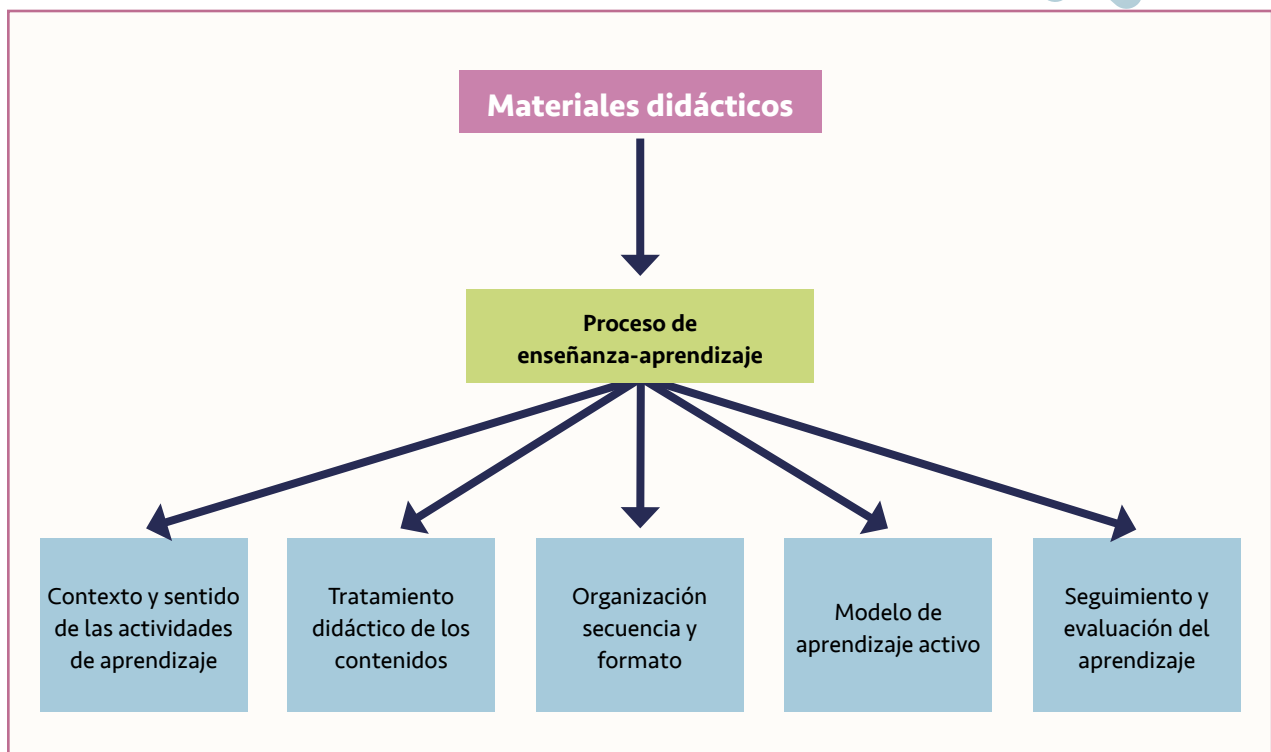 Materiales didácticos
Proceso de
enseñanza-aprendizaje
Contexto y sentido
de las actividades
de aprendizaje
Tratamiento
didáctico de los
contenidos
Organización
secuencia y
formato
Modelo de
aprendizaje activo
Seguimiento y
evaluación del
aprendizaje